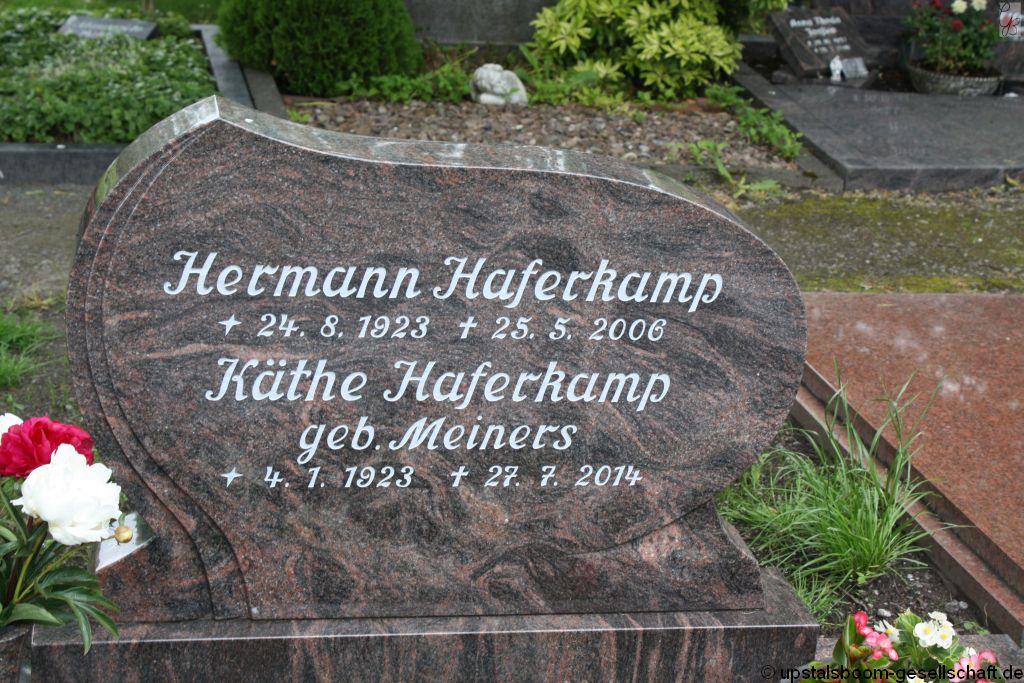 Hermann Haferkamp
✦ 24. 8. 1923 ✝ 25. 5. 2006
Käthe Haferkamp
geb. Meiners
✦ 4. 1. 1923 ✝ 27. 7. 2014
© upstalsboom-gesellschaft.de